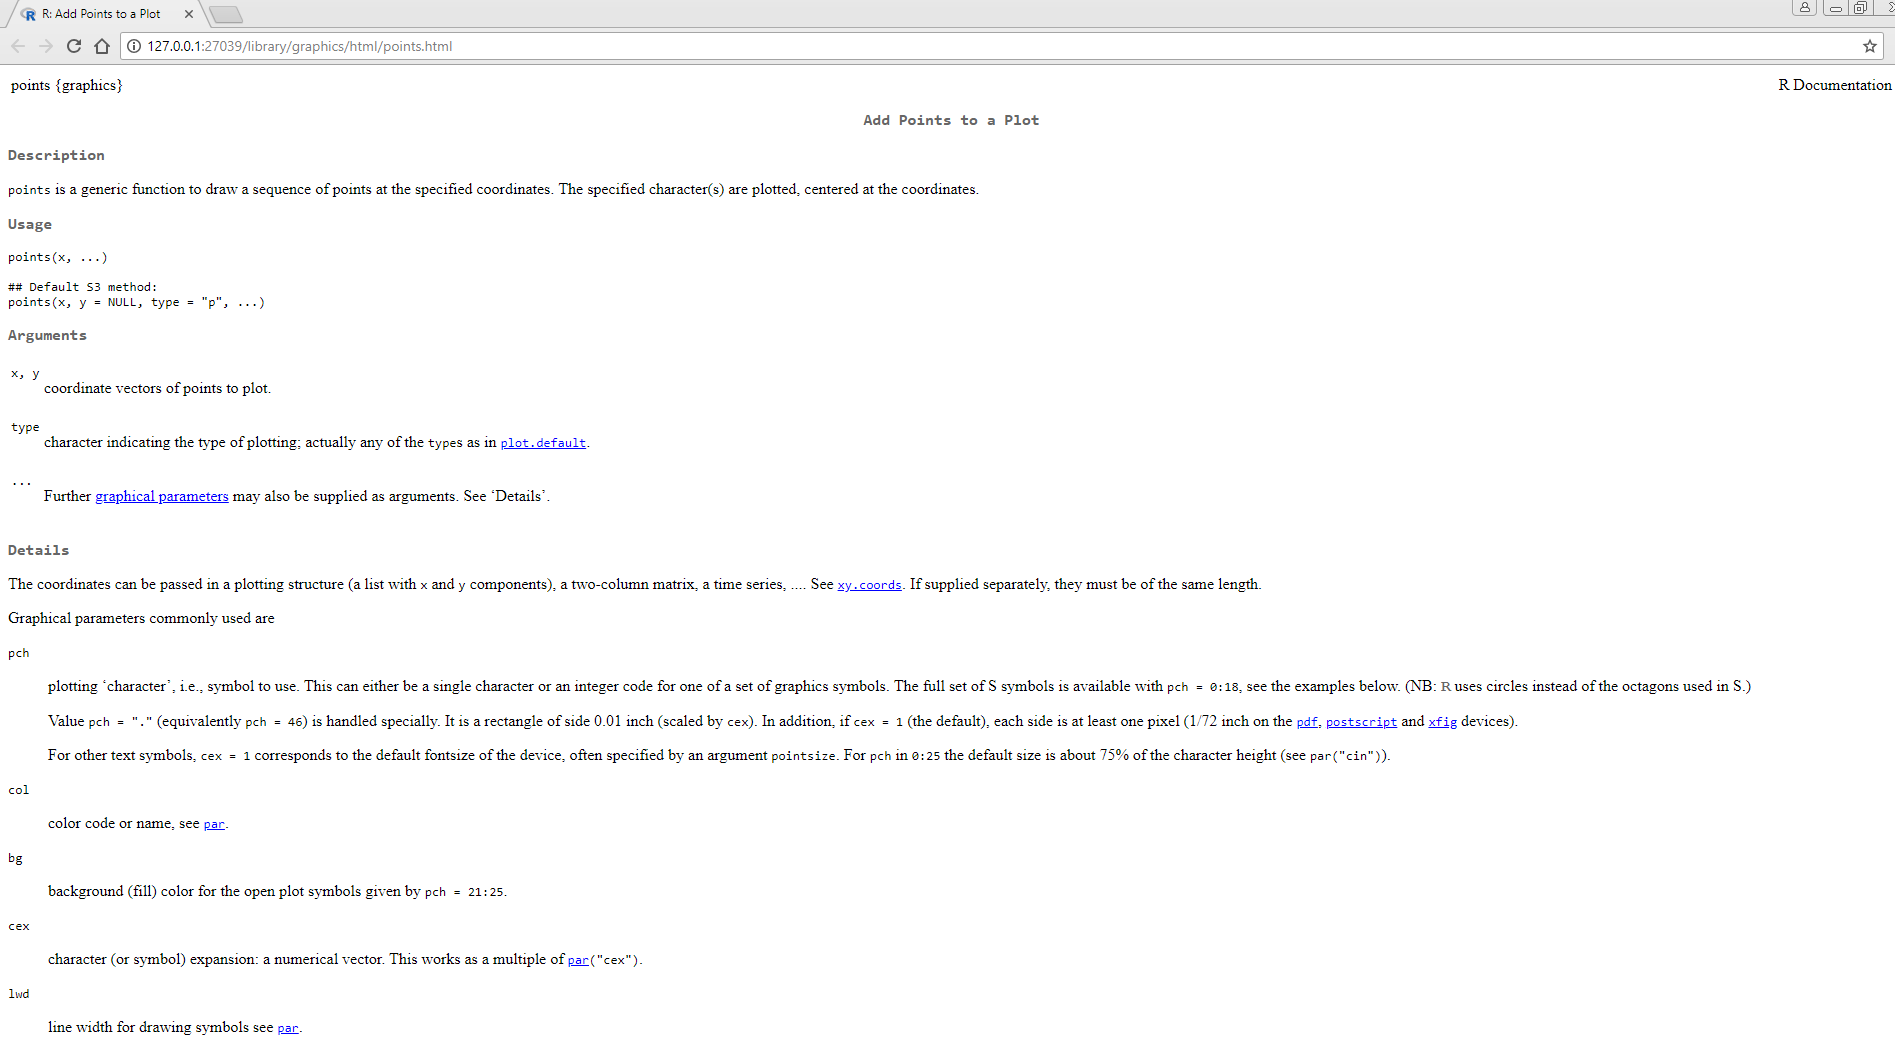 R: Add Points to a Plot
127.0.0.1:27039/library/graphics/html/points.html
points {graphics}
R Documentation
Add Points to a Plot
Description
points is a generic function to draw a sequence of points at the specified coordinates. The specified character(s) are plotted, centered at the coordinates.
Usage
points(x, ...)
## Default S3 method:
points(x, y = NULL, type = "p", ...)
Arguments
x, y
coordinate vectors of points to plot.
type
character indicating the type of plotting; actually any of the types as in plot.default.
...
Further graphical parameters may also be supplied as arguments. See ‘Details’.
Details
The coordinates can be passed in a plotting structure (a list with x and y components), a two-column matrix, a time series, .... See xy.coords. If supplied separately, they must be of the same length.
Graphical parameters commonly used are
pch
plotting ‘character’, i.e., symbol to use. This can either be a single character or an integer code for one of a set of graphics symbols. The full set of S symbols is available with pch = 0:18, see the examples below. (NB: R uses circles instead of the octagons used in S.)
Value pch = "." (equivalently pch = 46) is handled specially. It is a rectangle of side 0.01 inch (scaled by cex). In addition, if cex = 1 (the default), each side is at least one pixel (1/72 inch on the pdf, postscript and xfig devices).
For other text symbols, cex = 1 corresponds to the default fontsize of the device, often specified by an argument pointsize. For pch in 0:25 the default size is about 75% of the character height (see par("cin")).
col
color code or name, see par.
bg
background (fill) color for the open plot symbols given by pch = 21:25.
cex
character (or symbol) expansion: a numerical vector. This works as a multiple of par("cex").
lwd
line width for drawing symbols see par.